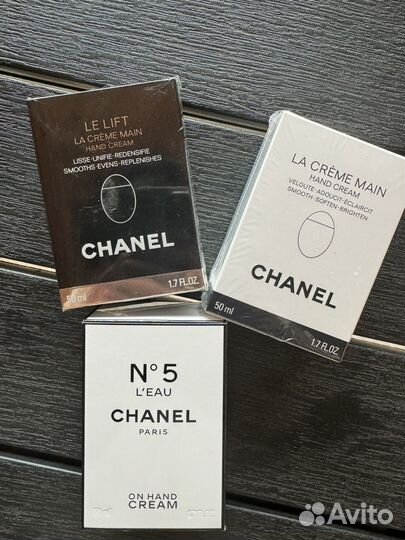 LE LIFT
LA CRÈME MAIN
HAND CREAM
LISSE·UNIFIE·REDENSIFIE
SMOOTHS·EVENS·REPLENISHES
CHANEL
50 ml 1.7 FL.OZ.
LA CRÈME MAIN
HAND CREAM
VELOUTE·ADOUCIT·ÉCLAIRCIT
SMOOTH·SOFTEN·BRIGHTEN
CHANEL
50 ml 1.7 FL.OZ.
N°5
L'EAU
CHANEL
PARIS
ON HAND
CREAM
Avito